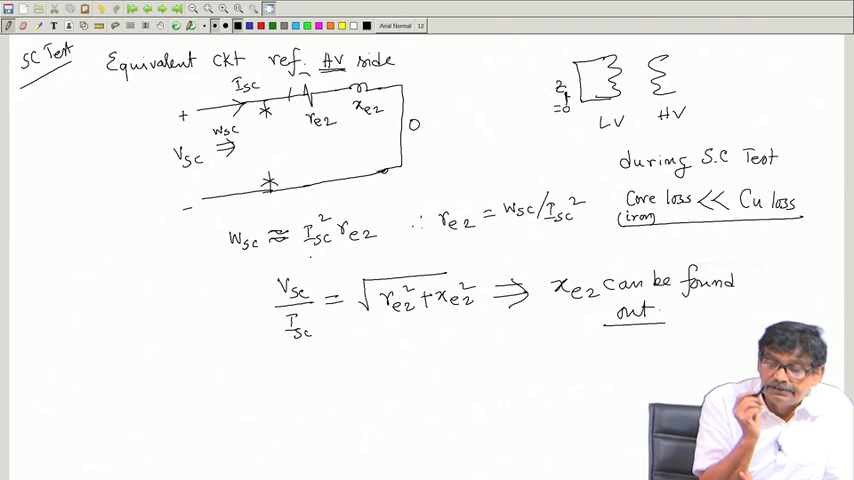 Arial Normal 12
SC Test
Equivalent ckt ref. HV side
Isc
+
re2
xe2
0
Wsc
Vsc
-
Z
=0
LV
HV
during S.C Test
Core loss << Cu loss
(iron)
Wsc ≈ Isc² re2 ∴ re2 = Wsc/Isc²
Vsc/Isc = √(re2² + xe2²) ⇒ xe2 can be found
out.